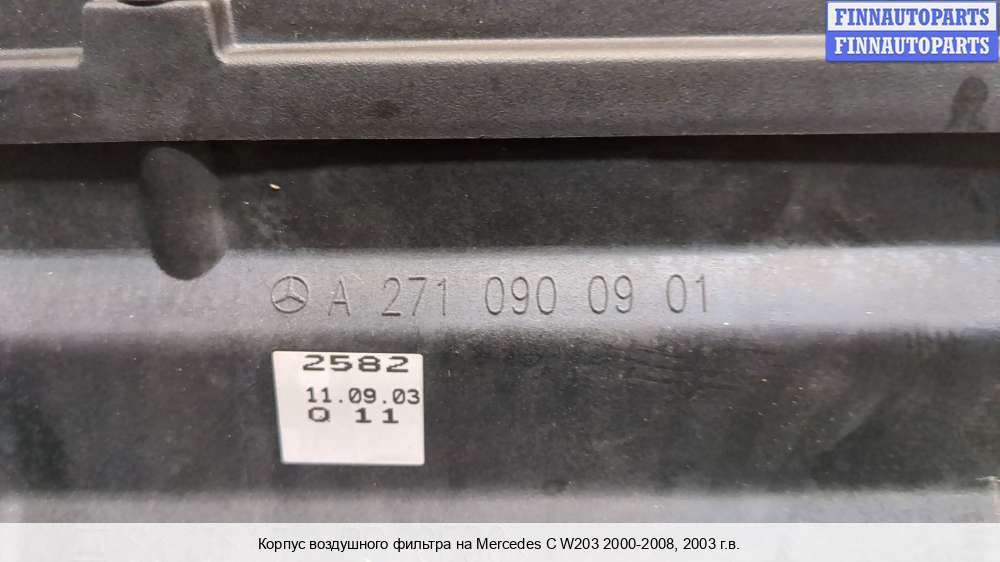 FINNAUTOPARTS
FINNAUTOPARTS
A 271 090 09 01
2582
11.09.03
Q 11
Корпус воздушного фильтра на Mercedes C W203 2000-2008, 2003 г.в.